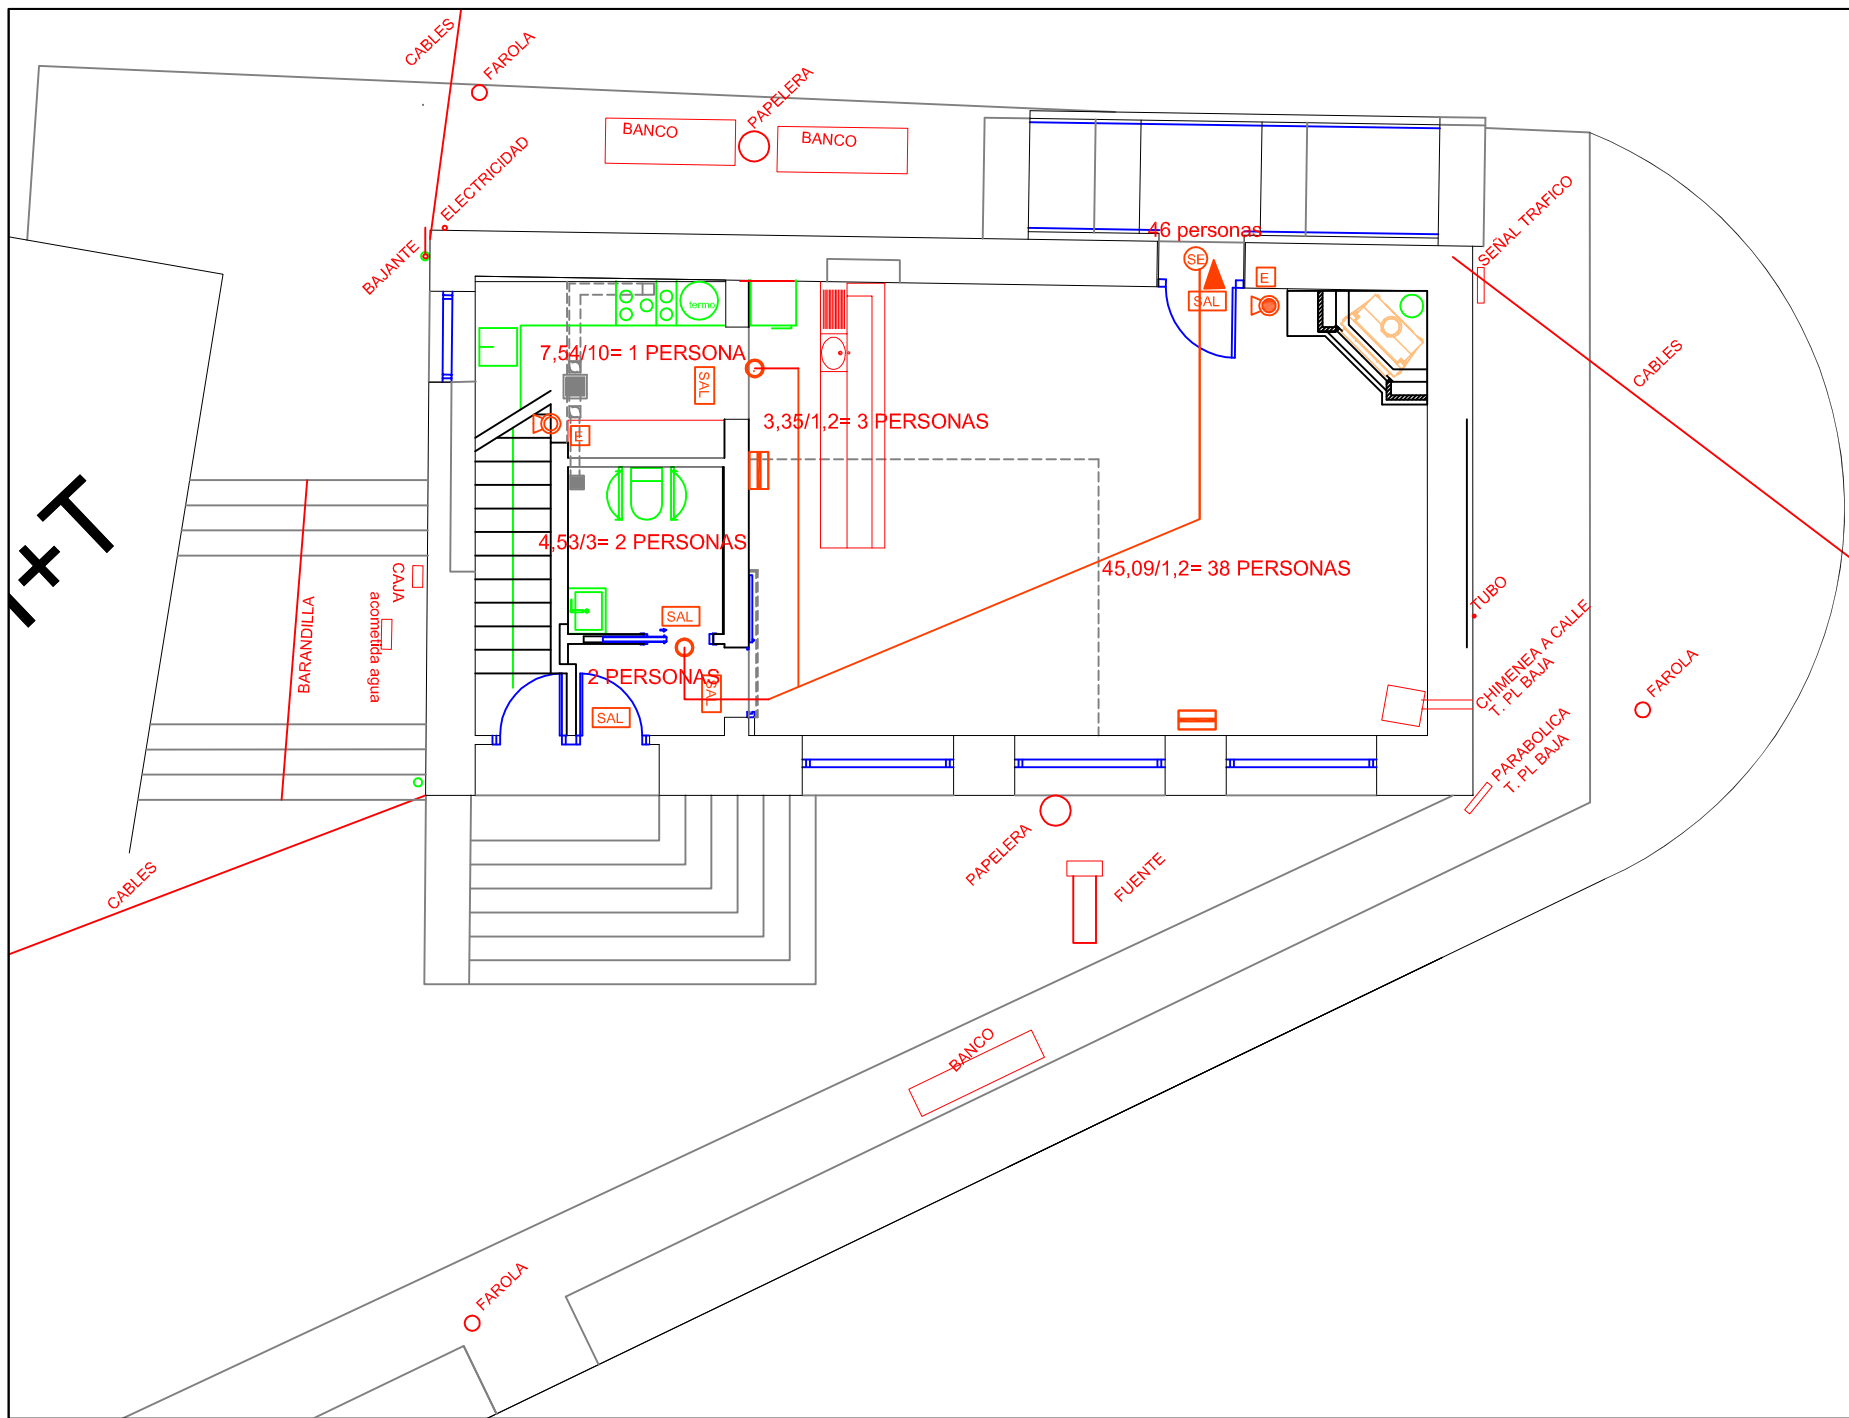 CABLES
FAROLA
PAPELERA
BANCO
BANCO
ELECTRICIDAD
BAJANTE
SEÑAL TRAFICO
46 personas
SE
E
SAL
termo
7,54/10= 1 PERSONA
SAL
CABLES
3,35/1,2= 3 PERSONAS
E
4,53/3= 2 PERSONAS
45,09/1,2= 38 PERSONAS
CAJA
acometida agua
BARANDILLA
SAL
TUBO
2 PERSONAS
SAL
SAL
CHIMENEA A CALLE
T. PL BAJA
FAROLA
PARABOLICA
T. PL BAJA
PAPELERA
FUENTE
CABLES
BANCO
FAROLA